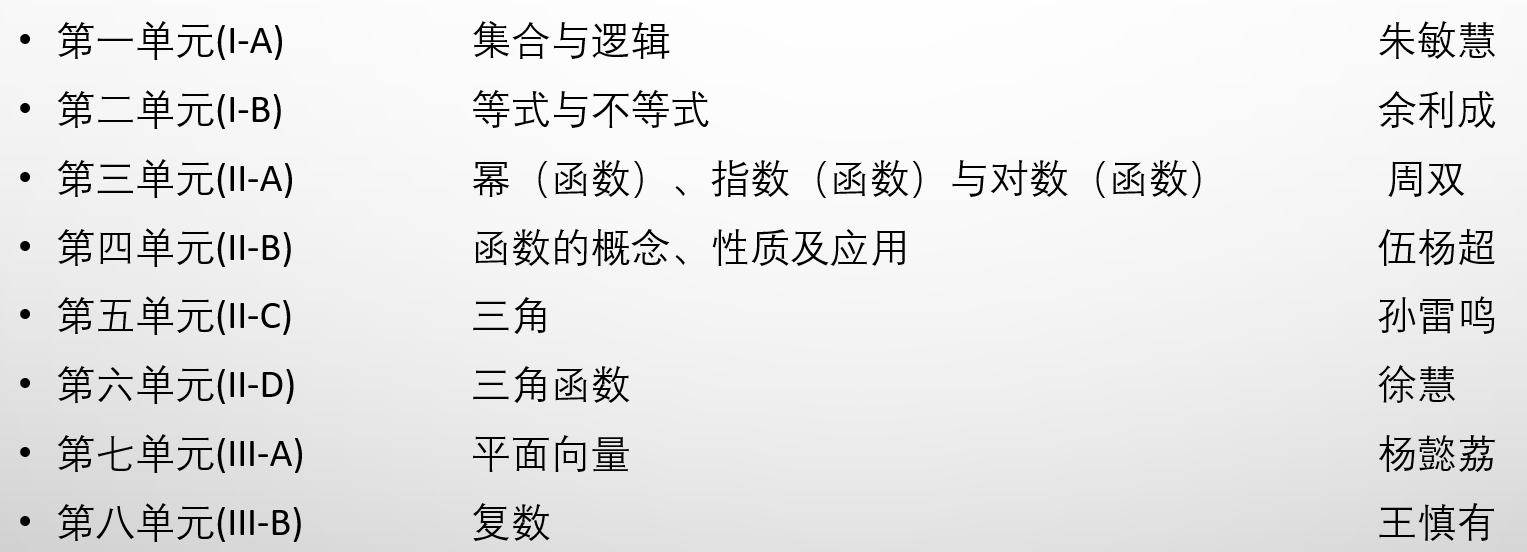 • 第一单元(I-A) 集合与逻辑 朱敏慧
• 第二单元(I-B) 等式与不等式 余利成
• 第三单元(II-A) 幂（函数）、指数（函数）与对数（函数） 周双
• 第四单元(II-B) 函数的概念、性质及应用 伍杨超
• 第五单元(II-C) 三角 孙雷鸣
• 第六单元(II-D) 三角函数 徐慧
• 第七单元(III-A) 平面向量 杨懿荔
• 第八单元(III-B) 复数 王慎有